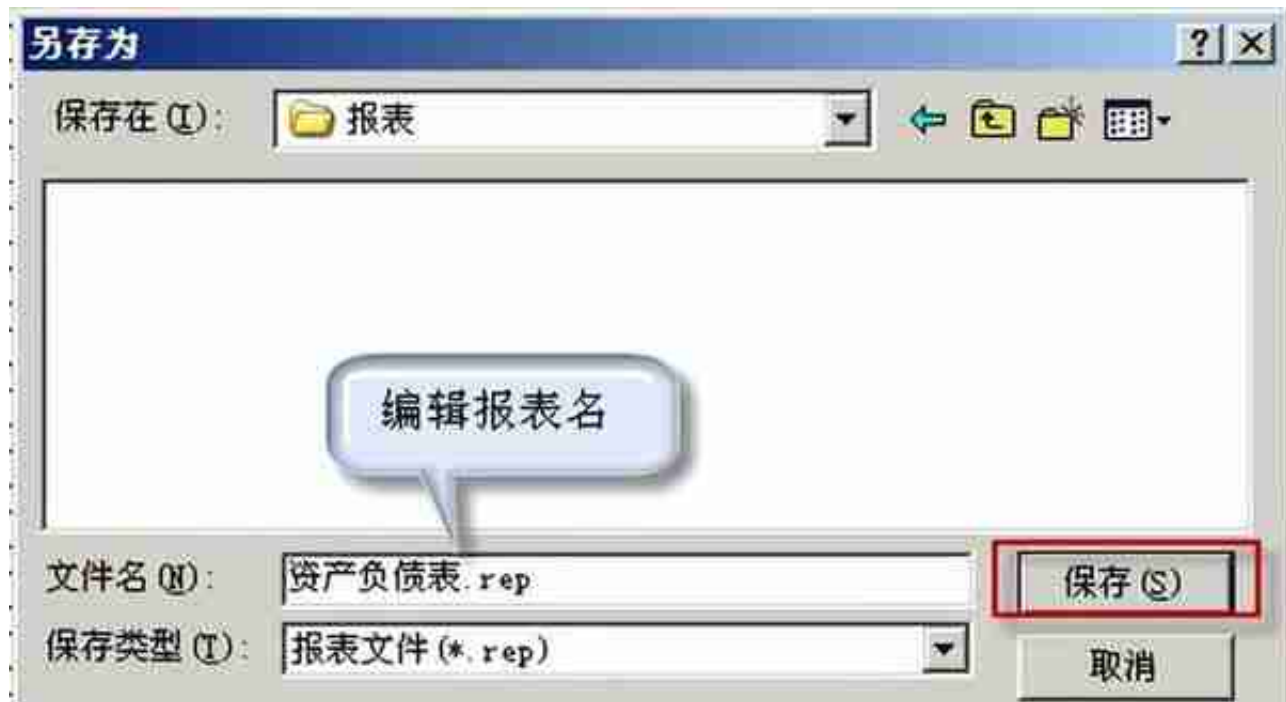 另存为
保存在(I): 报表
编辑报表名
文件名(N): 资产负债表.rep 保存(S)
保存类型(T): 报表文件(*.rep) 取消